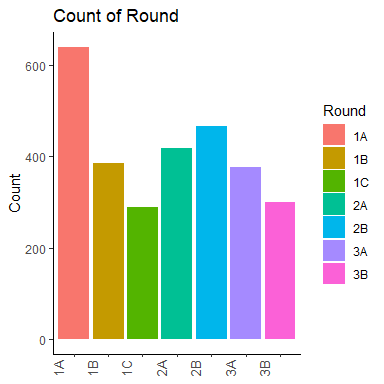 Count of Round
600
400
200
0
Count
1A
1B
1C
2A
2B
3A
3B
Round
1A
1B
1C
2A
2B
3A
3B